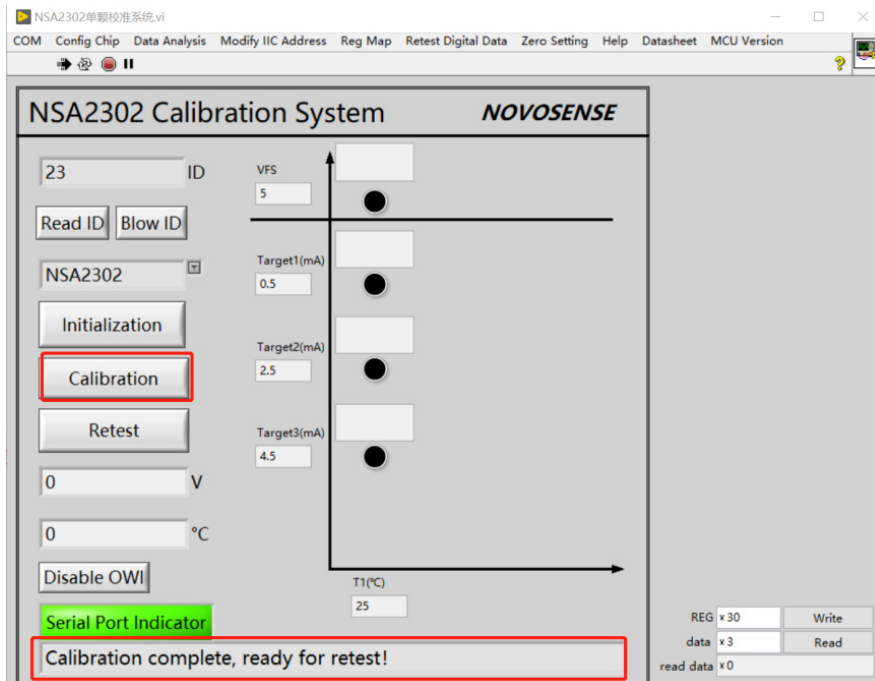 NSA2302单颗校准系统.vi
COM Config Chip Data Analysis Modify IIC Address Reg Map Retest Digital Data Zero Setting Help Datasheet MCU Version
NSA2302 Calibration System NOVOSENSE
23 ID
VFS
5
Read ID Blow ID
NSA2302
Target1(mA)
0.5
Initialization
Target2(mA)
2.5
Calibration
Retest
Target3(mA)
4.5
0 V
0 °C
Disable OWI
T1(℃)
25
Serial Port Indicator
Calibration complete, ready for retest!
REG x 30 Write
data x 3 Read
read data x 0